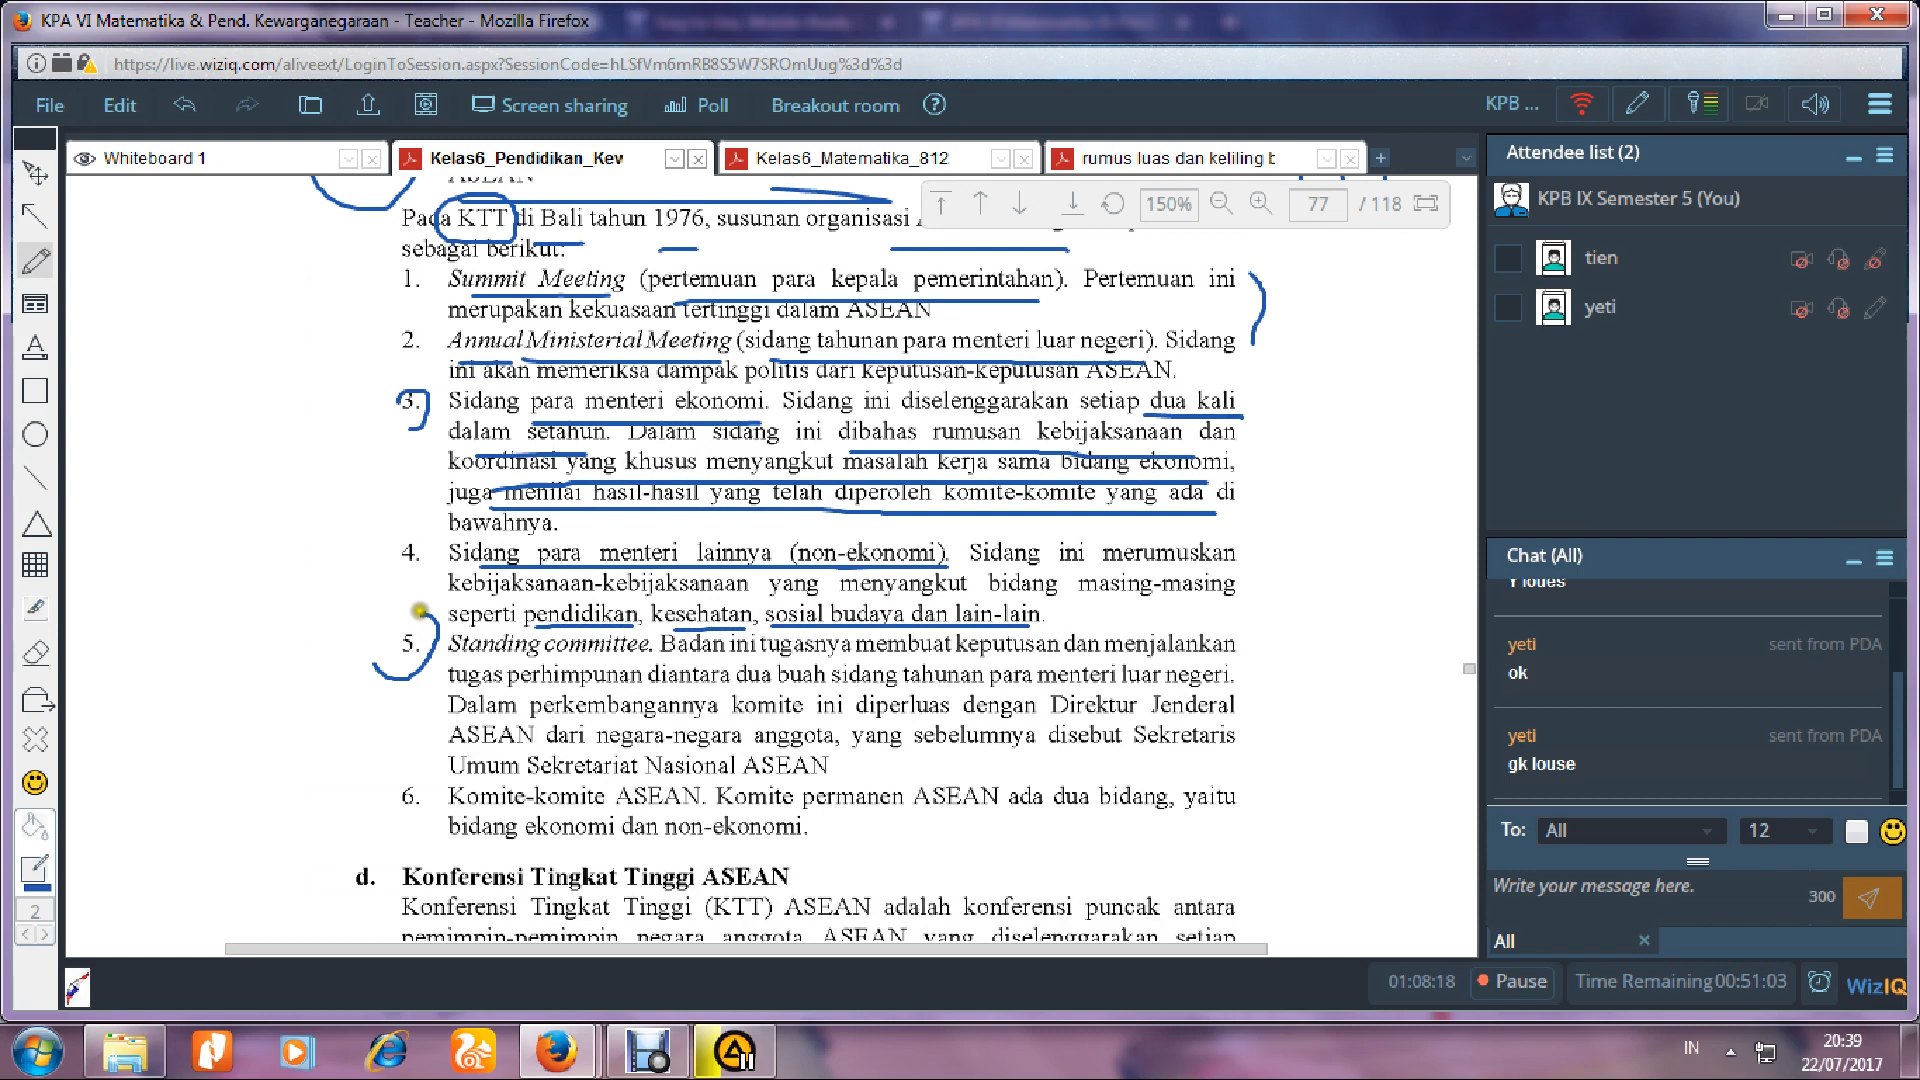 KPA VI Matematika & Pend. Kewarganegaraan - Teacher - Mozilla Firefox
https://live.wiziq.com/aliveext/LoginToSession.aspx?SessionCode=hLSfVm6mRB8S5W7SROmUug%3d%3d
File Edit Screen sharing Poll Breakout room KPB ...
Whiteboard 1
Kelas6_Pendidikan_Kew
Kelas6_Matematika_812
rumus luas dan keliling b
150% 77 / 118
ASEAN
Pada KTT di Bali tahun 1976, susunan organisasi
sebagai berikut:
1. Summit Meeting (pertemuan para kepala pemerintahan). Pertemuan ini
merupakan kekuasaan tertinggi dalam ASEAN
2. Annual Ministerial Meeting (sidang tahunan para menteri luar negeri). Sidang
ini akan memeriksa dampak politis dari keputusan-keputusan ASEAN.
3. Sidang para menteri ekonomi. Sidang ini diselenggarakan setiap dua kali
dalam setahun. Dalam sidang ini dibahas rumusan kebijaksanaan dan
koordinasi yang khusus menyangkut masalah kerja sama bidang ekonomi,
juga menilai hasil-hasil yang telah diperoleh komite-komite yang ada di
bawahnya.
4. Sidang para menteri lainnya (non-ekonomi). Sidang ini merumuskan
kebijaksanaan-kebijaksanaan yang menyangkut bidang masing-masing
seperti pendidikan, kesehatan, sosial budaya dan lain-lain.
5. Standing committee. Badan ini tugasnya membuat keputusan dan menjalankan
tugas perhimpunan diantara dua buah sidang tahunan para menteri luar negeri.
Dalam perkembangannya komite ini diperluas dengan Direktur Jenderal
ASEAN dari negara-negara anggota, yang sebelumnya disebut Sekretaris
Umum Sekretariat Nasional ASEAN
6. Komite-komite ASEAN. Komite permanen ASEAN ada dua bidang, yaitu
bidang ekonomi dan non-ekonomi.
d. Konferensi Tingkat Tinggi ASEAN
Konferensi Tingkat Tinggi (KTT) ASEAN adalah konferensi puncak antara
pemimpin-pemimpin negara anggota ASEAN yang diselenggarakan setiap
2
Attendee list (2)
KPB IX Semester 5 (You)
tien
yeti
Chat (All)
Y loues
yeti sent from PDA
ok
yeti sent from PDA
gk louse
To: All 12
Write your message here. 300
All
01:08:18 Pause Time Remaining 00:51:03 WizIQ
IN
20:39
22/07/2017